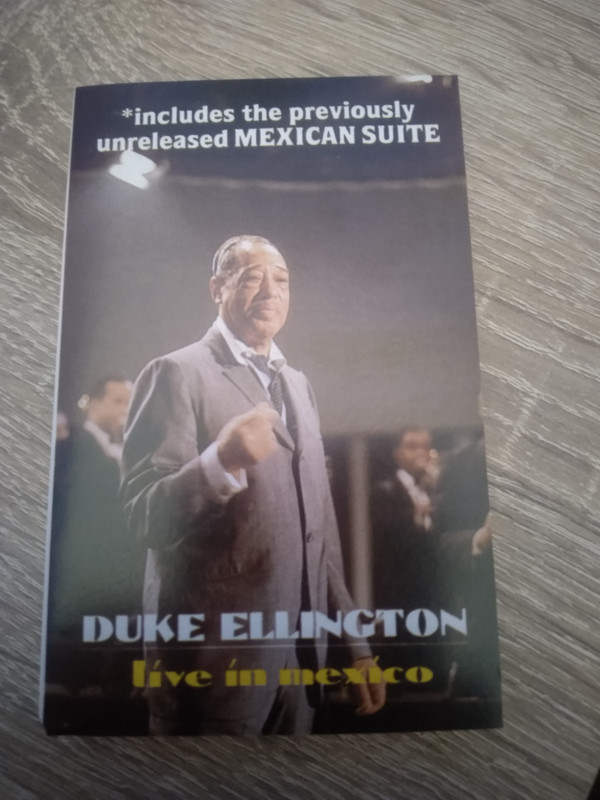 *includes the previously
unreleased MEXICAN SUITE
DUKE ELLINGTON
live in mexico